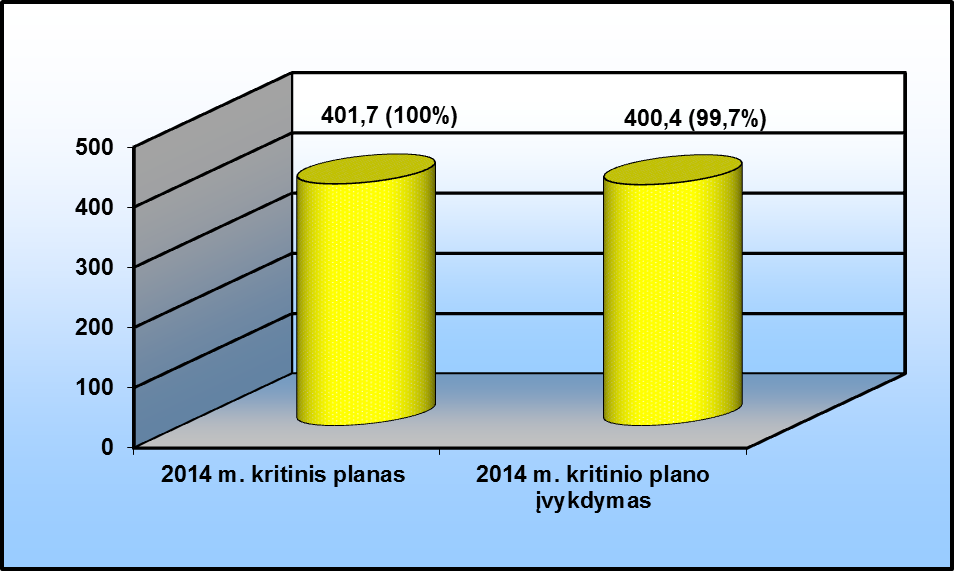 401,7 (100%)
400,4 (99,7%)
500
400
300
200
100
0
2014 m. kritinis planas
2014 m. kritinio plano
įvykdymas